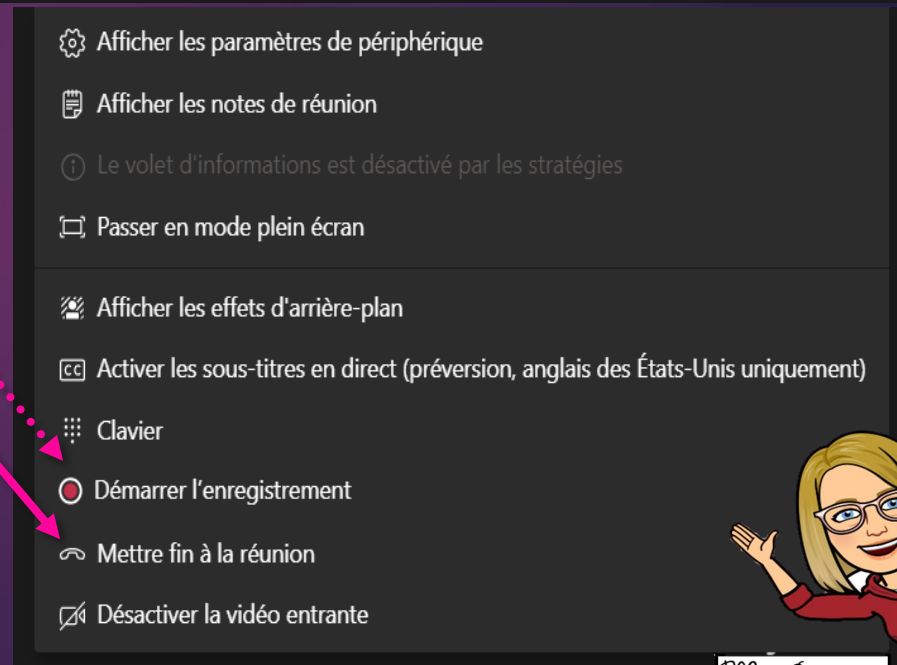 Afficher les paramètres de périphérique
Afficher les notes de réunion
Le volet d'informations est désactivé par les stratégies
Passer en mode plein écran
Afficher les effets d'arrière-plan
CC Activer les sous-titres en direct (préversion, anglais des États-Unis uniquement)
Clavier
Démarrer l'enregistrement
Mettre fin à la réunion
Désactiver la vidéo entrante